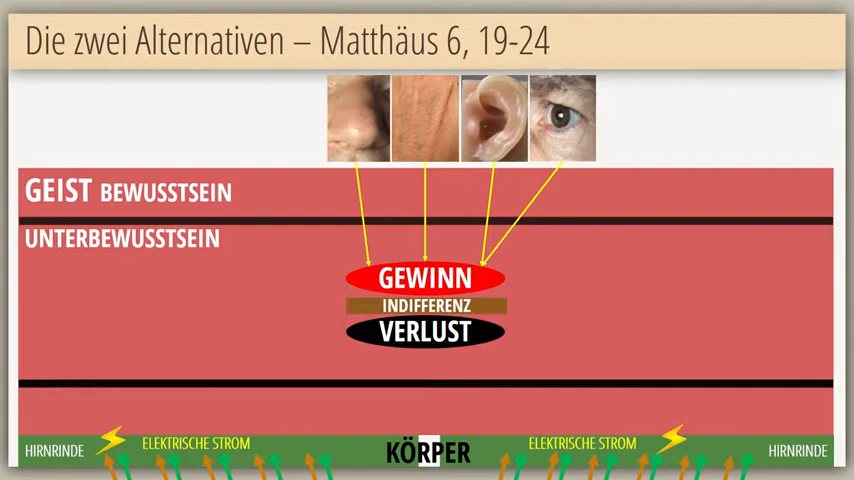 Die zwei Alternativen – Matthäus 6, 19-24
GEIST BEWUSSTSEIN
UNTERBEWUSSTSEIN
GEWINN
INDIFFERENZ
VERLUST
HIRNRINDE
ELEKTRISCHE STROM
KÖRPER
ELEKTRISCHE STROM
HIRNRINDE